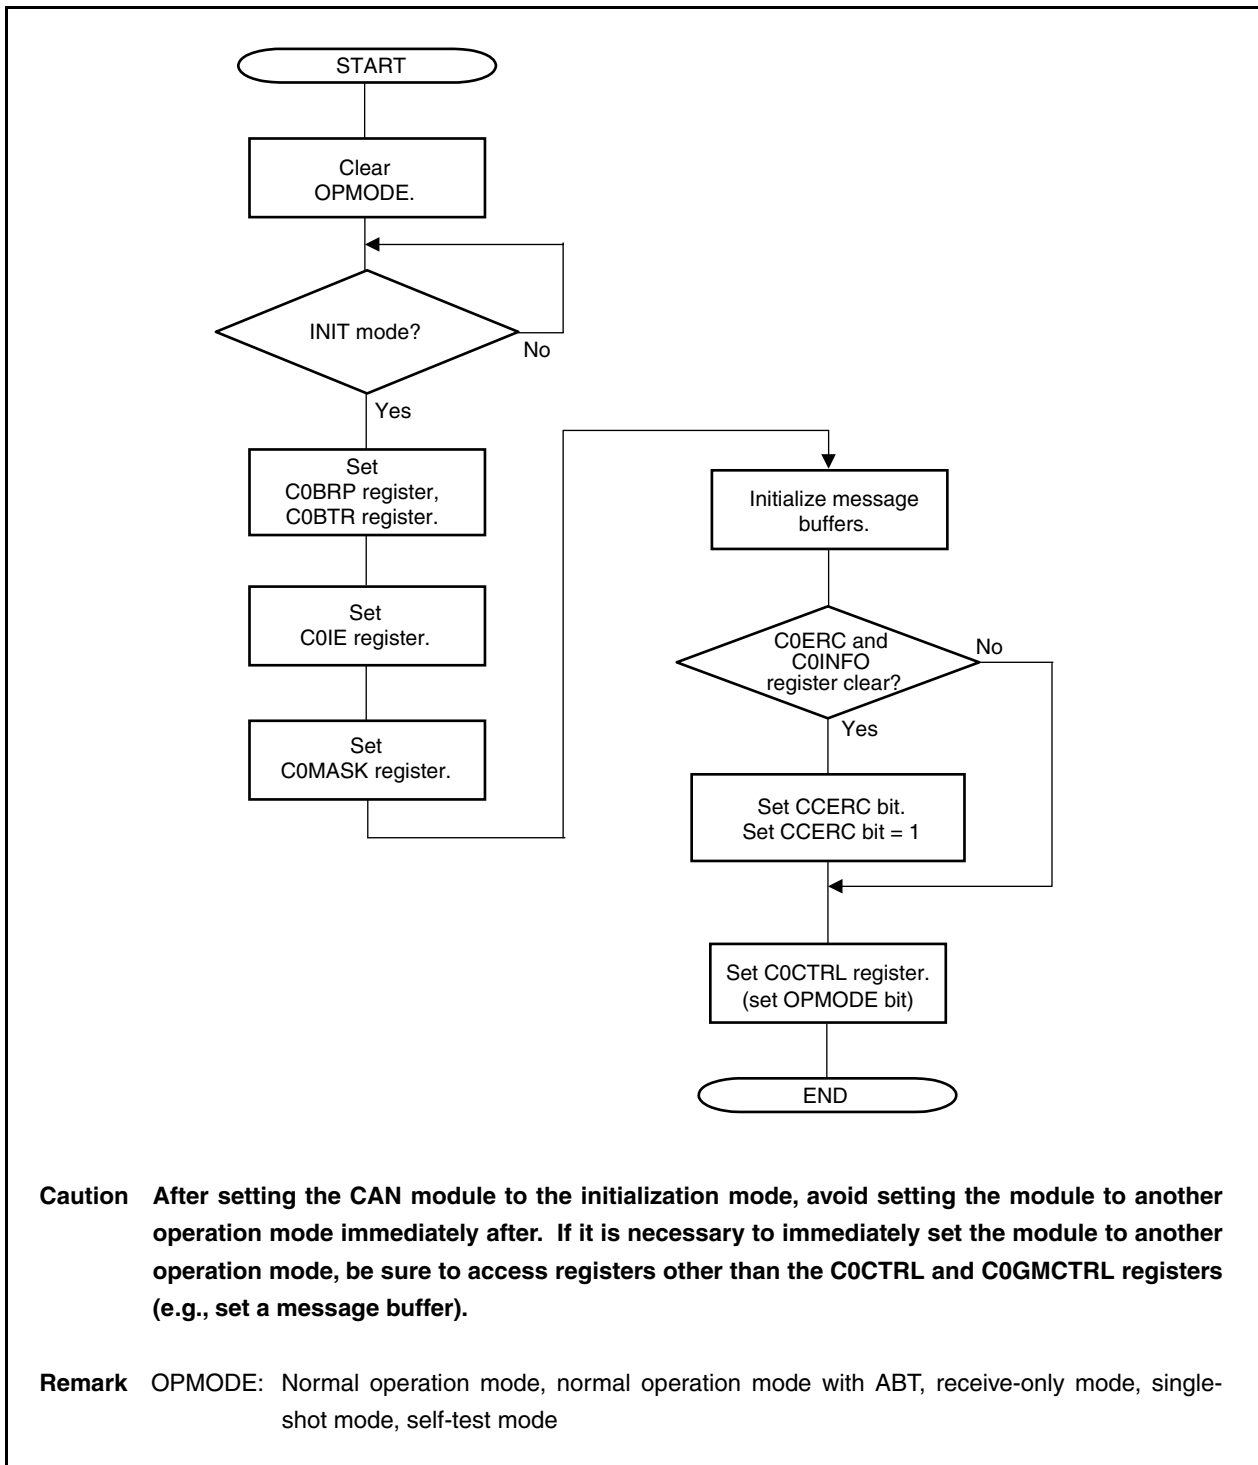 START
Clear
OPMODE.
INIT mode?
No
Yes
Set
C0BRP register,
C0BTR register.
Set
C0IE register.
Set
C0MASK register.
Initialize message
buffers.
C0ERC and
C0INFO
register clear?
No
Yes
Set CCERC bit.
Set CCERC bit = 1
Set C0CTRL register.
(set OPMODE bit)
END
Caution After setting the CAN module to the initialization mode, avoid setting the module to another
operation mode immediately after. If it is necessary to immediately set the module to another
operation mode, be sure to access registers other than the C0CTRL and C0GMCTRL registers
(e.g., set a message buffer).
Remark OPMODE: Normal operation mode, normal operation mode with ABT, receive-only mode, single-
shot mode, self-test mode